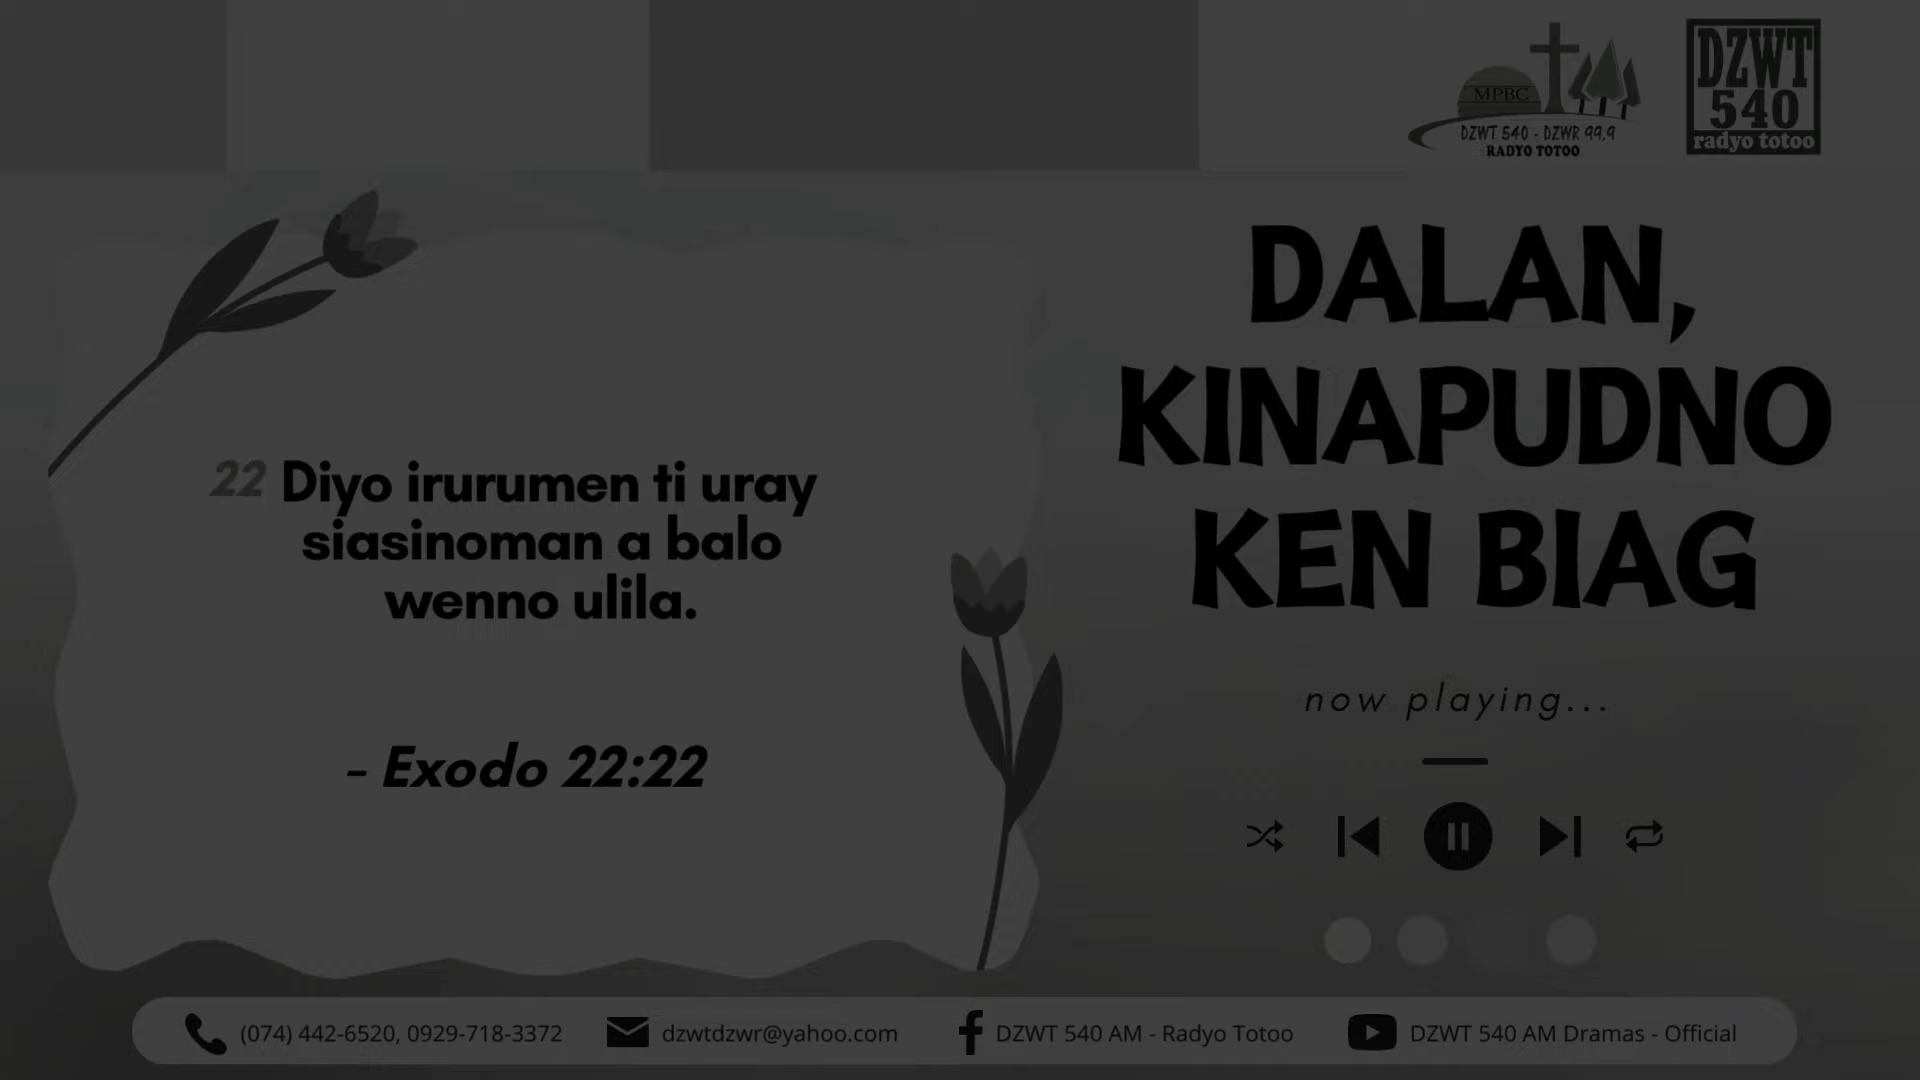 MPBC
DZWT 540 - DZWR 99.9
RADYO TOTOO
DZWT
540
radyo totoo
DALAN,
KINAPUDNO
KEN BIAG
22 Diyo irurumen ti uray
siasinoman a balo
wenno ulila.
- Exodo 22:22
now playing...
(074) 442-6520, 0929-718-3372
dzwtdzwr@yahoo.com
DZWT 540 AM - Radyo Totoo
DZWT 540 AM Dramas - Official